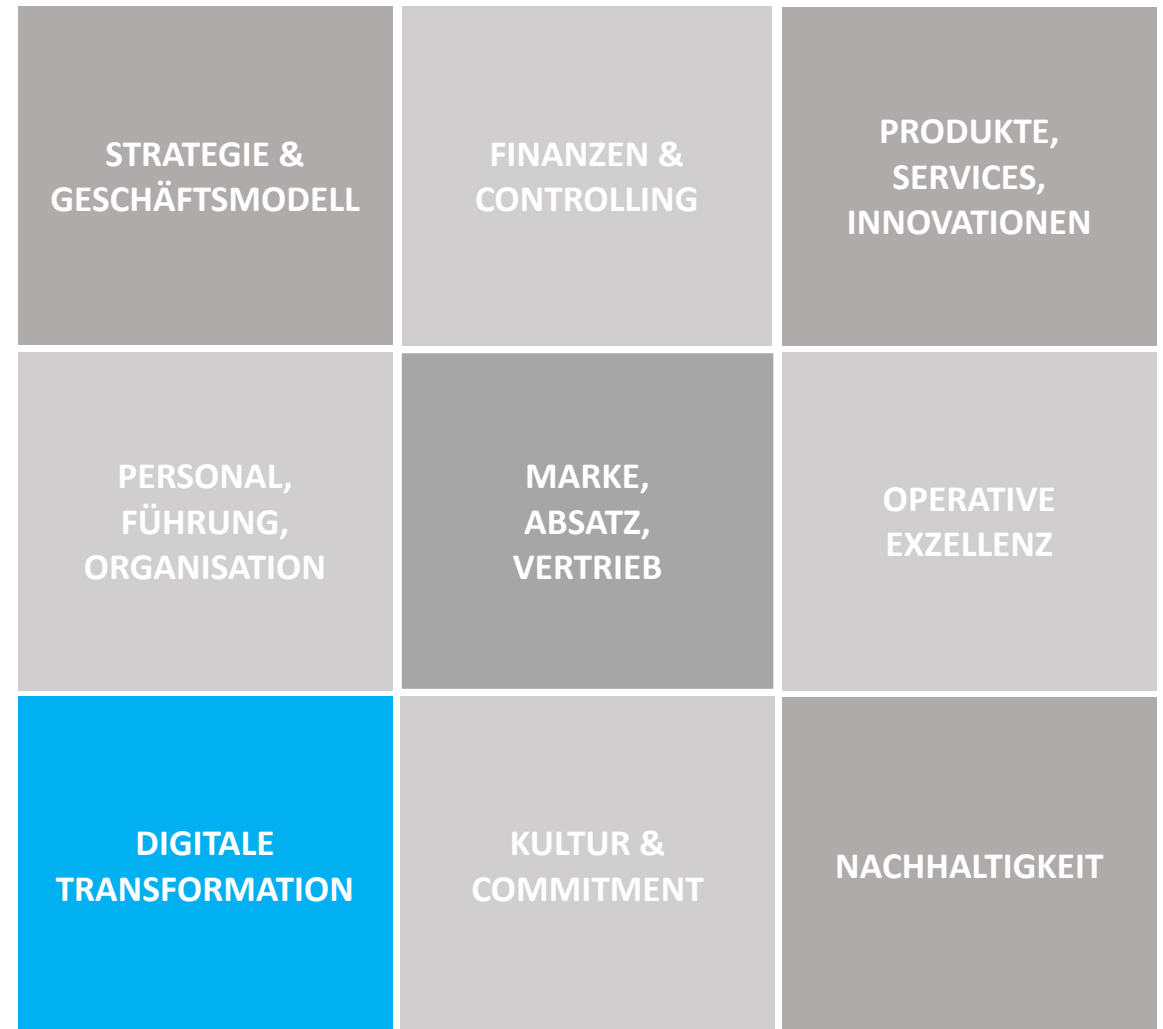 STRATEGIE &
GESCHÄFTSMODELL
FINANZEN &
CONTROLLING
PRODUKTE,
SERVICES,
INNOVATIONEN
PERSONAL,
FÜHRUNG,
ORGANISATION
MARKE,
ABSATZ,
VERTRIEB
OPERATIVE
EXZELLENZ
DIGITALE
TRANSFORMATION
KULTUR &
COMMITMENT
NACHHALTIGKEIT